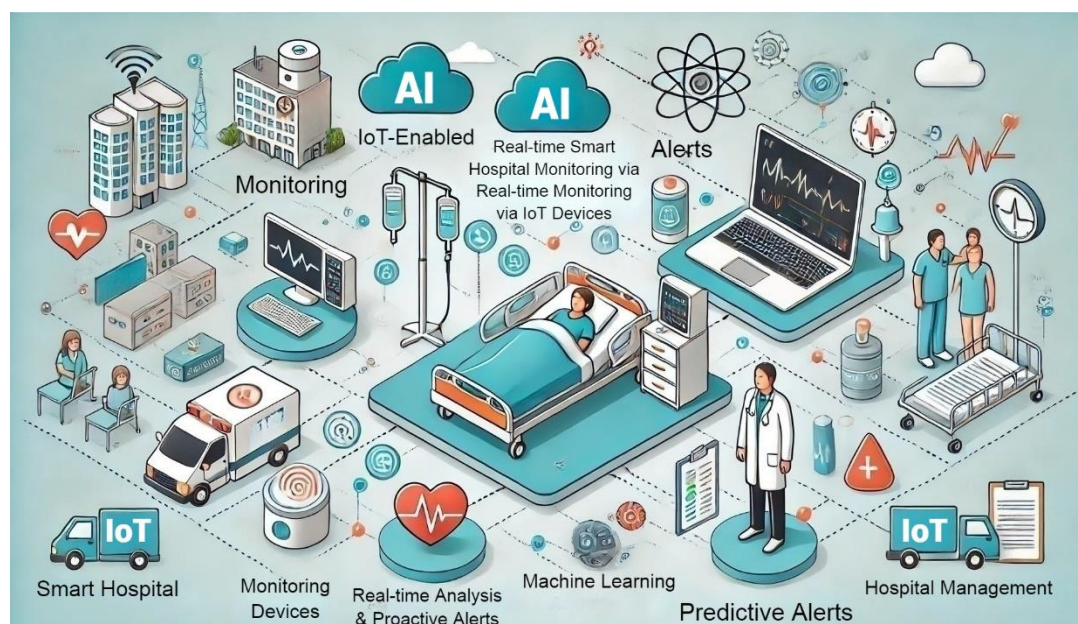 AI
AI
IoT-Enabled
Monitoring
Real-time Smart
Hospital Monitoring via
Real-time Monitoring
via IoT Devices
Alerts
IoT
Smart Hospital
Monitoring
Devices
Real-time Analysis
& Proactive Alerts
Machine Learning
Predictive Alerts
IoT
Hospital Management